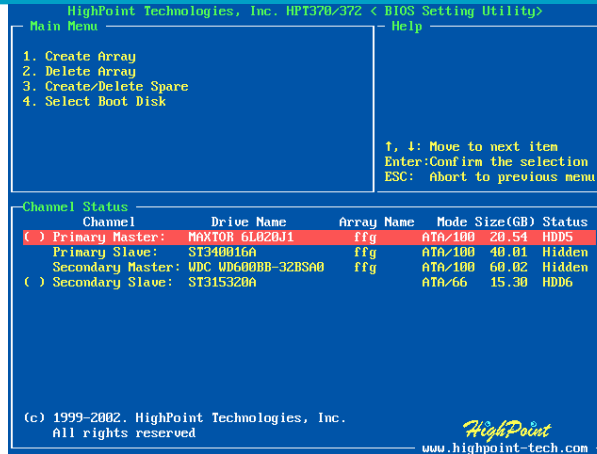 HighPoint Technologies, Inc. HPT370/372 < BIOS Setting Utility>
Main Menu
1. Create Array
2. Delete Array
3. Create/Delete Spare
4. Select Boot Disk
Help
↑, ↓: Move to next item
Enter:Confirm the selection
ESC: Abort to previous menu
Channel Status
Channel Drive Name Array Name Mode Size(GB) Status
( ) Primary Master: MAXTOR 6L020J1 ffg ATA/100 20.54 HDD5
Primary Slave: ST340016A ffg ATA/100 40.01 Hidden
Secondary Master: WDC WD600BB-32BSA0 ffg ATA/100 60.02 Hidden
( ) Secondary Slave: ST315320A ATA/66 15.30 HDD6
(c) 1999-2002. HighPoint Technologies, Inc.
All rights reserved
HighPoint
www.highpoint-tech.com